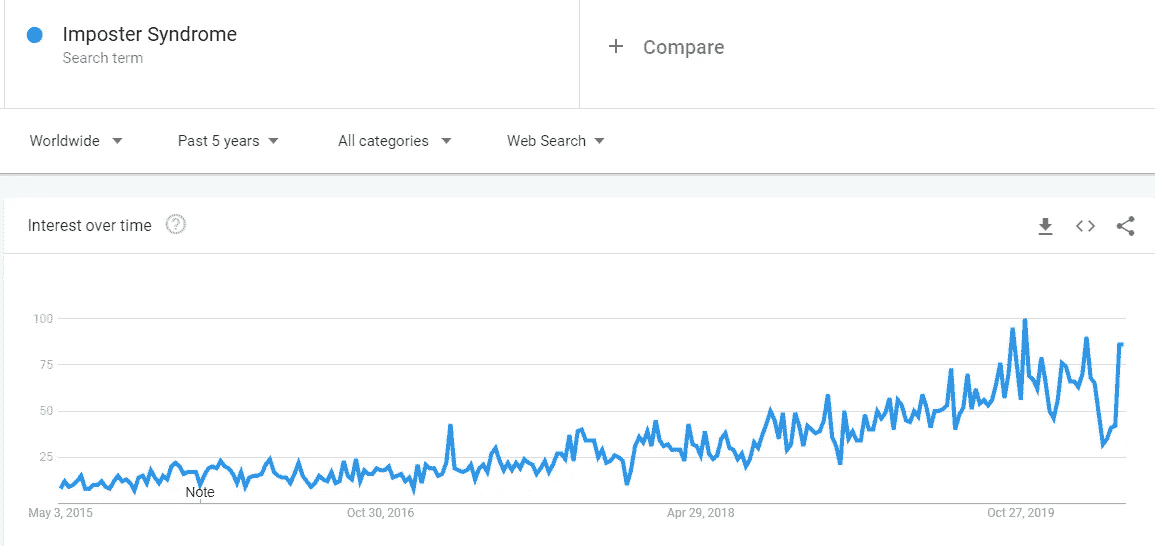 Imposter Syndrome
Search term
+ Compare
Worldwide Past 5 years All categories Web Search
Interest over time ?
100
75
50
25
Note
May 3, 2015 Oct 30, 2016 Apr 29, 2018 Oct 27, 2019